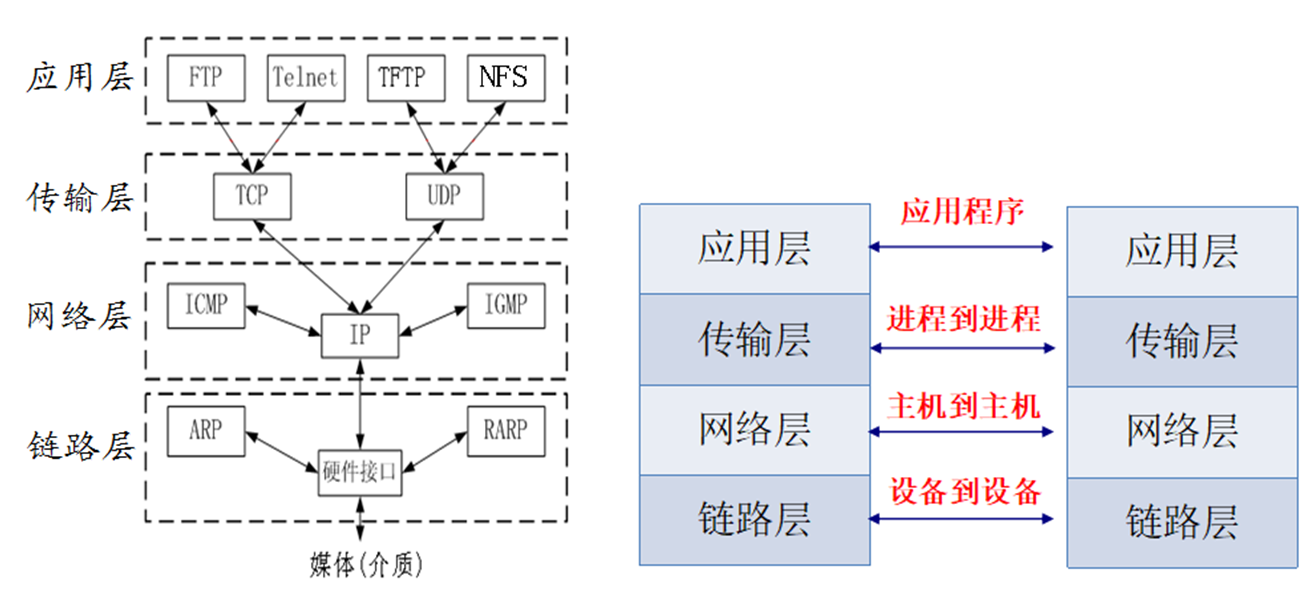 应用层
FTP Telnet TFTP NFS
传输层
TCP UDP
网络层
ICMP IGMP
IP
链路层
ARP RARP
硬件接口
媒体(介质)
应用层 应用程序 应用层
传输层 进程到进程 传输层
网络层 主机到主机 网络层
链路层 设备到设备 链路层